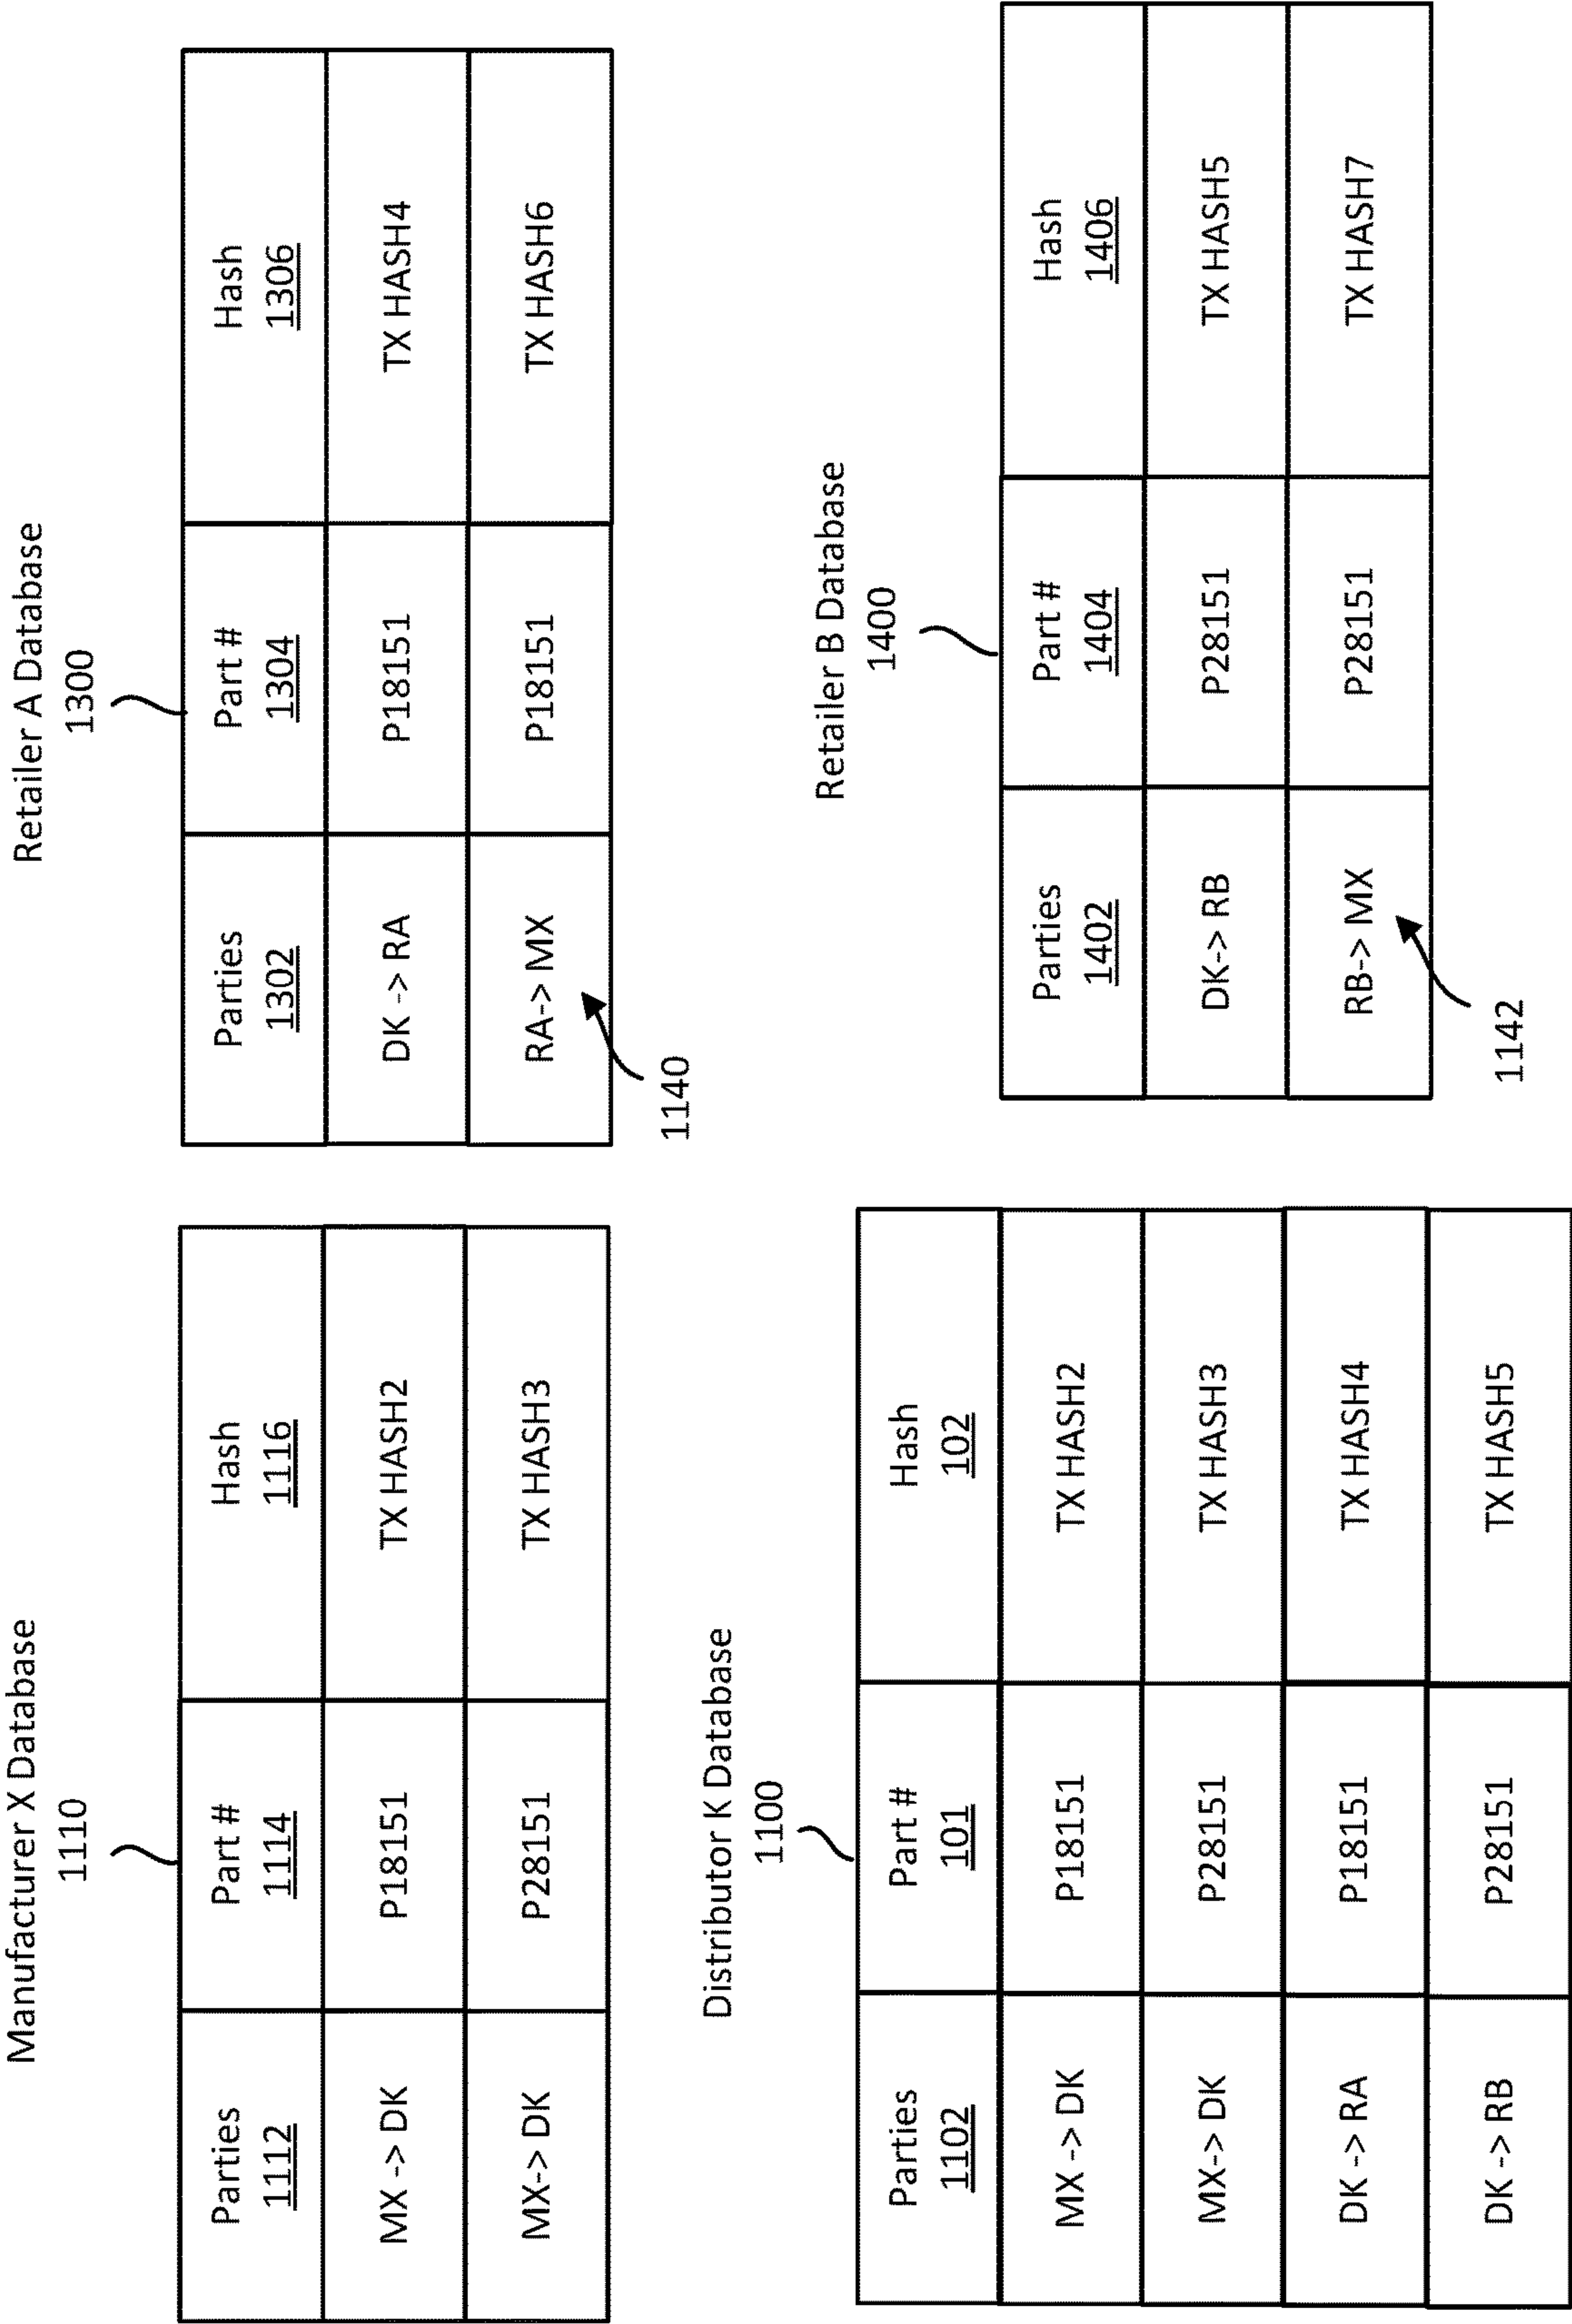 Manufacturer X Database
1110
Parties Part # Hash
1112 1114 1116
MX -> DK P18151 TX HASH2
MX-> DK P28151 TX HASH3
Distributor K Database
1100
Parties Part # Hash
1102 101 102
MX -> DK P18151 TX HASH2
MX-> DK P28151 TX HASH3
DK -> RA P18151 TX HASH4
DK -> RB P28151 TX HASH5
Retailer A Database
1300
Parties Part # Hash
1302 1304 1306
DK -> RA P18151 TX HASH4
RA-> MX P18151 TX HASH6
1140
Retailer B Database
1400
Parties Part # Hash
1402 1404 1406
DK-> RB P28151 TX HASH5
RB-> MX P28151 TX HASH7
1142